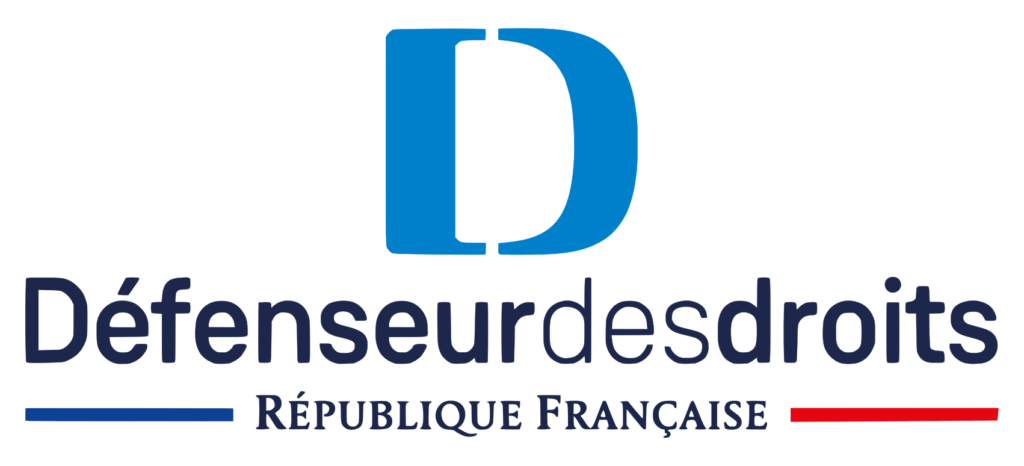 D
Défenseurdesdroits
RÉPUBLIQUE FRANÇAISE